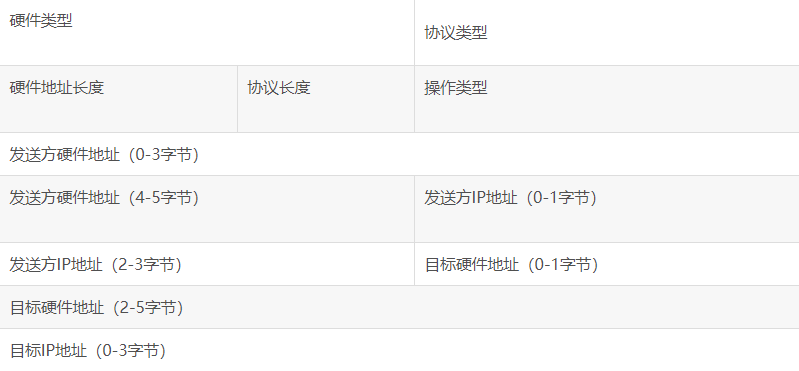 硬件类型
协议类型
硬件地址长度
协议长度
操作类型
发送方硬件地址（0-3字节）
发送方硬件地址（4-5字节）
发送方IP地址（0-1字节）
发送方IP地址（2-3字节）
目标硬件地址（0-1字节）
目标硬件地址（2-5字节）
目标IP地址（0-3字节）